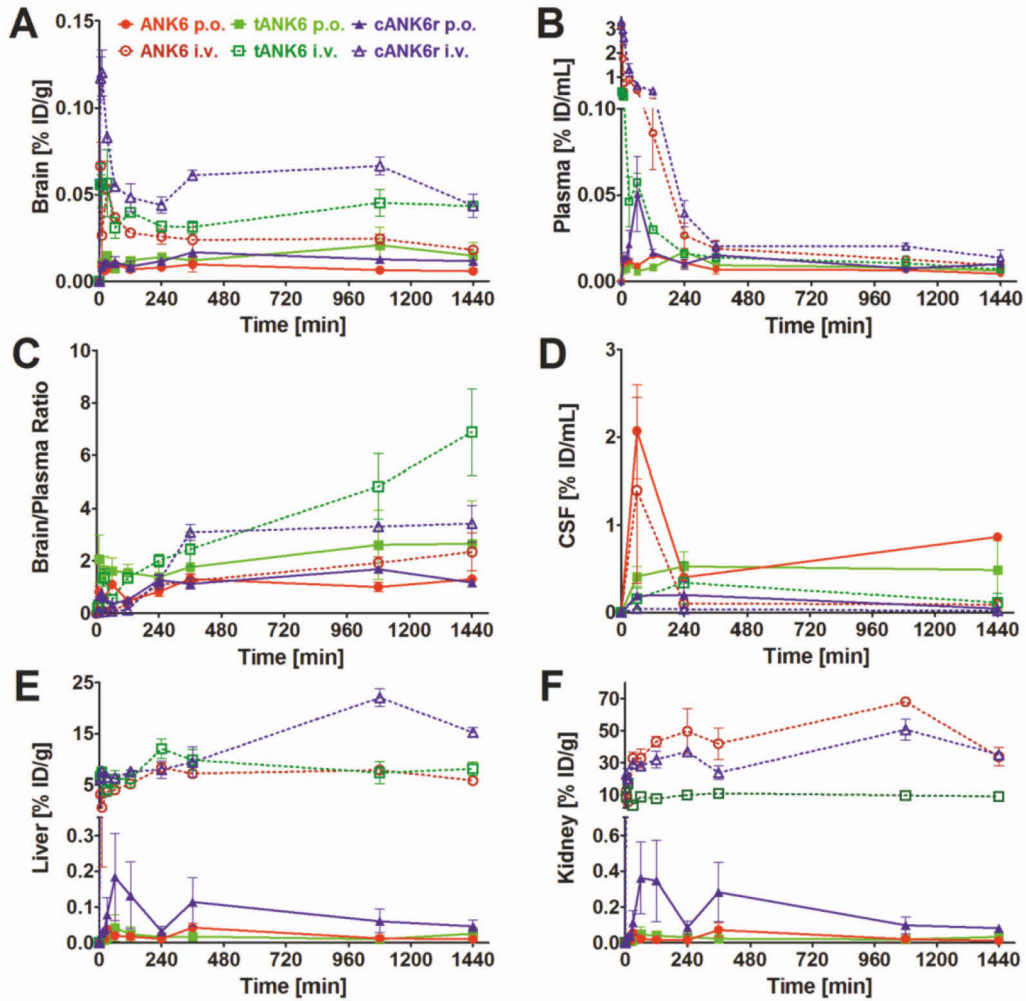 A
ANK6 p.o. tANK6 p.o. cANK6r p.o.
ANK6 i.v. tANK6 i.v. cANK6r i.v.
Brain [% ID/g]
0.15
0.10
0.05
0.00
0 240 480 720 960 1200 1440
Time [min]
B
Plasma [% ID/mL]
3
2
1
0.10
0.05
0.00
0 240 480 720 960 1200 1440
Time [min]
C
Brain/Plasma Ratio
10
8
6
4
2
0
0 240 480 720 960 1200 1440
Time [min]
D
CSF [% ID/mL]
3
2
1
0
0 240 480 720 960 1200 1440
Time [min]
E
Liver [% ID/g]
25
15
5
0.3
0.2
0.1
0.0
0 240 480 720 960 1200 1440
Time [min]
F
Kidney [% ID/g]
70
50
30
10
0.6
0.4
0.2
0.0
0 240 480 720 960 1200 1440
Time [min]